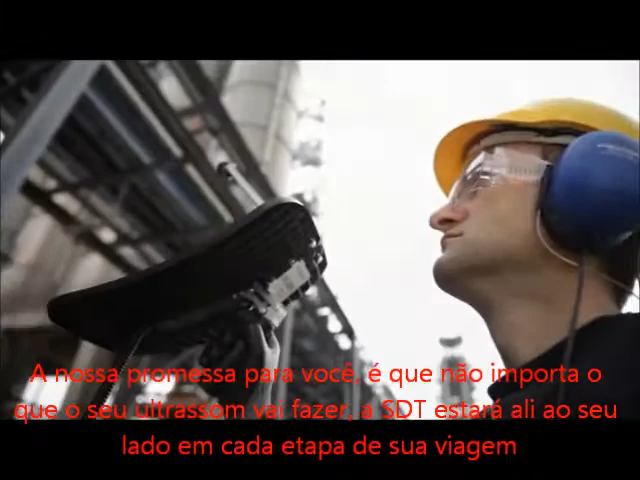 A nossa promessa para você, é que não importa o
que o seu ultrassom vai fazer, a SDT estará ali ao seu
lado em cada etapa de sua viagem